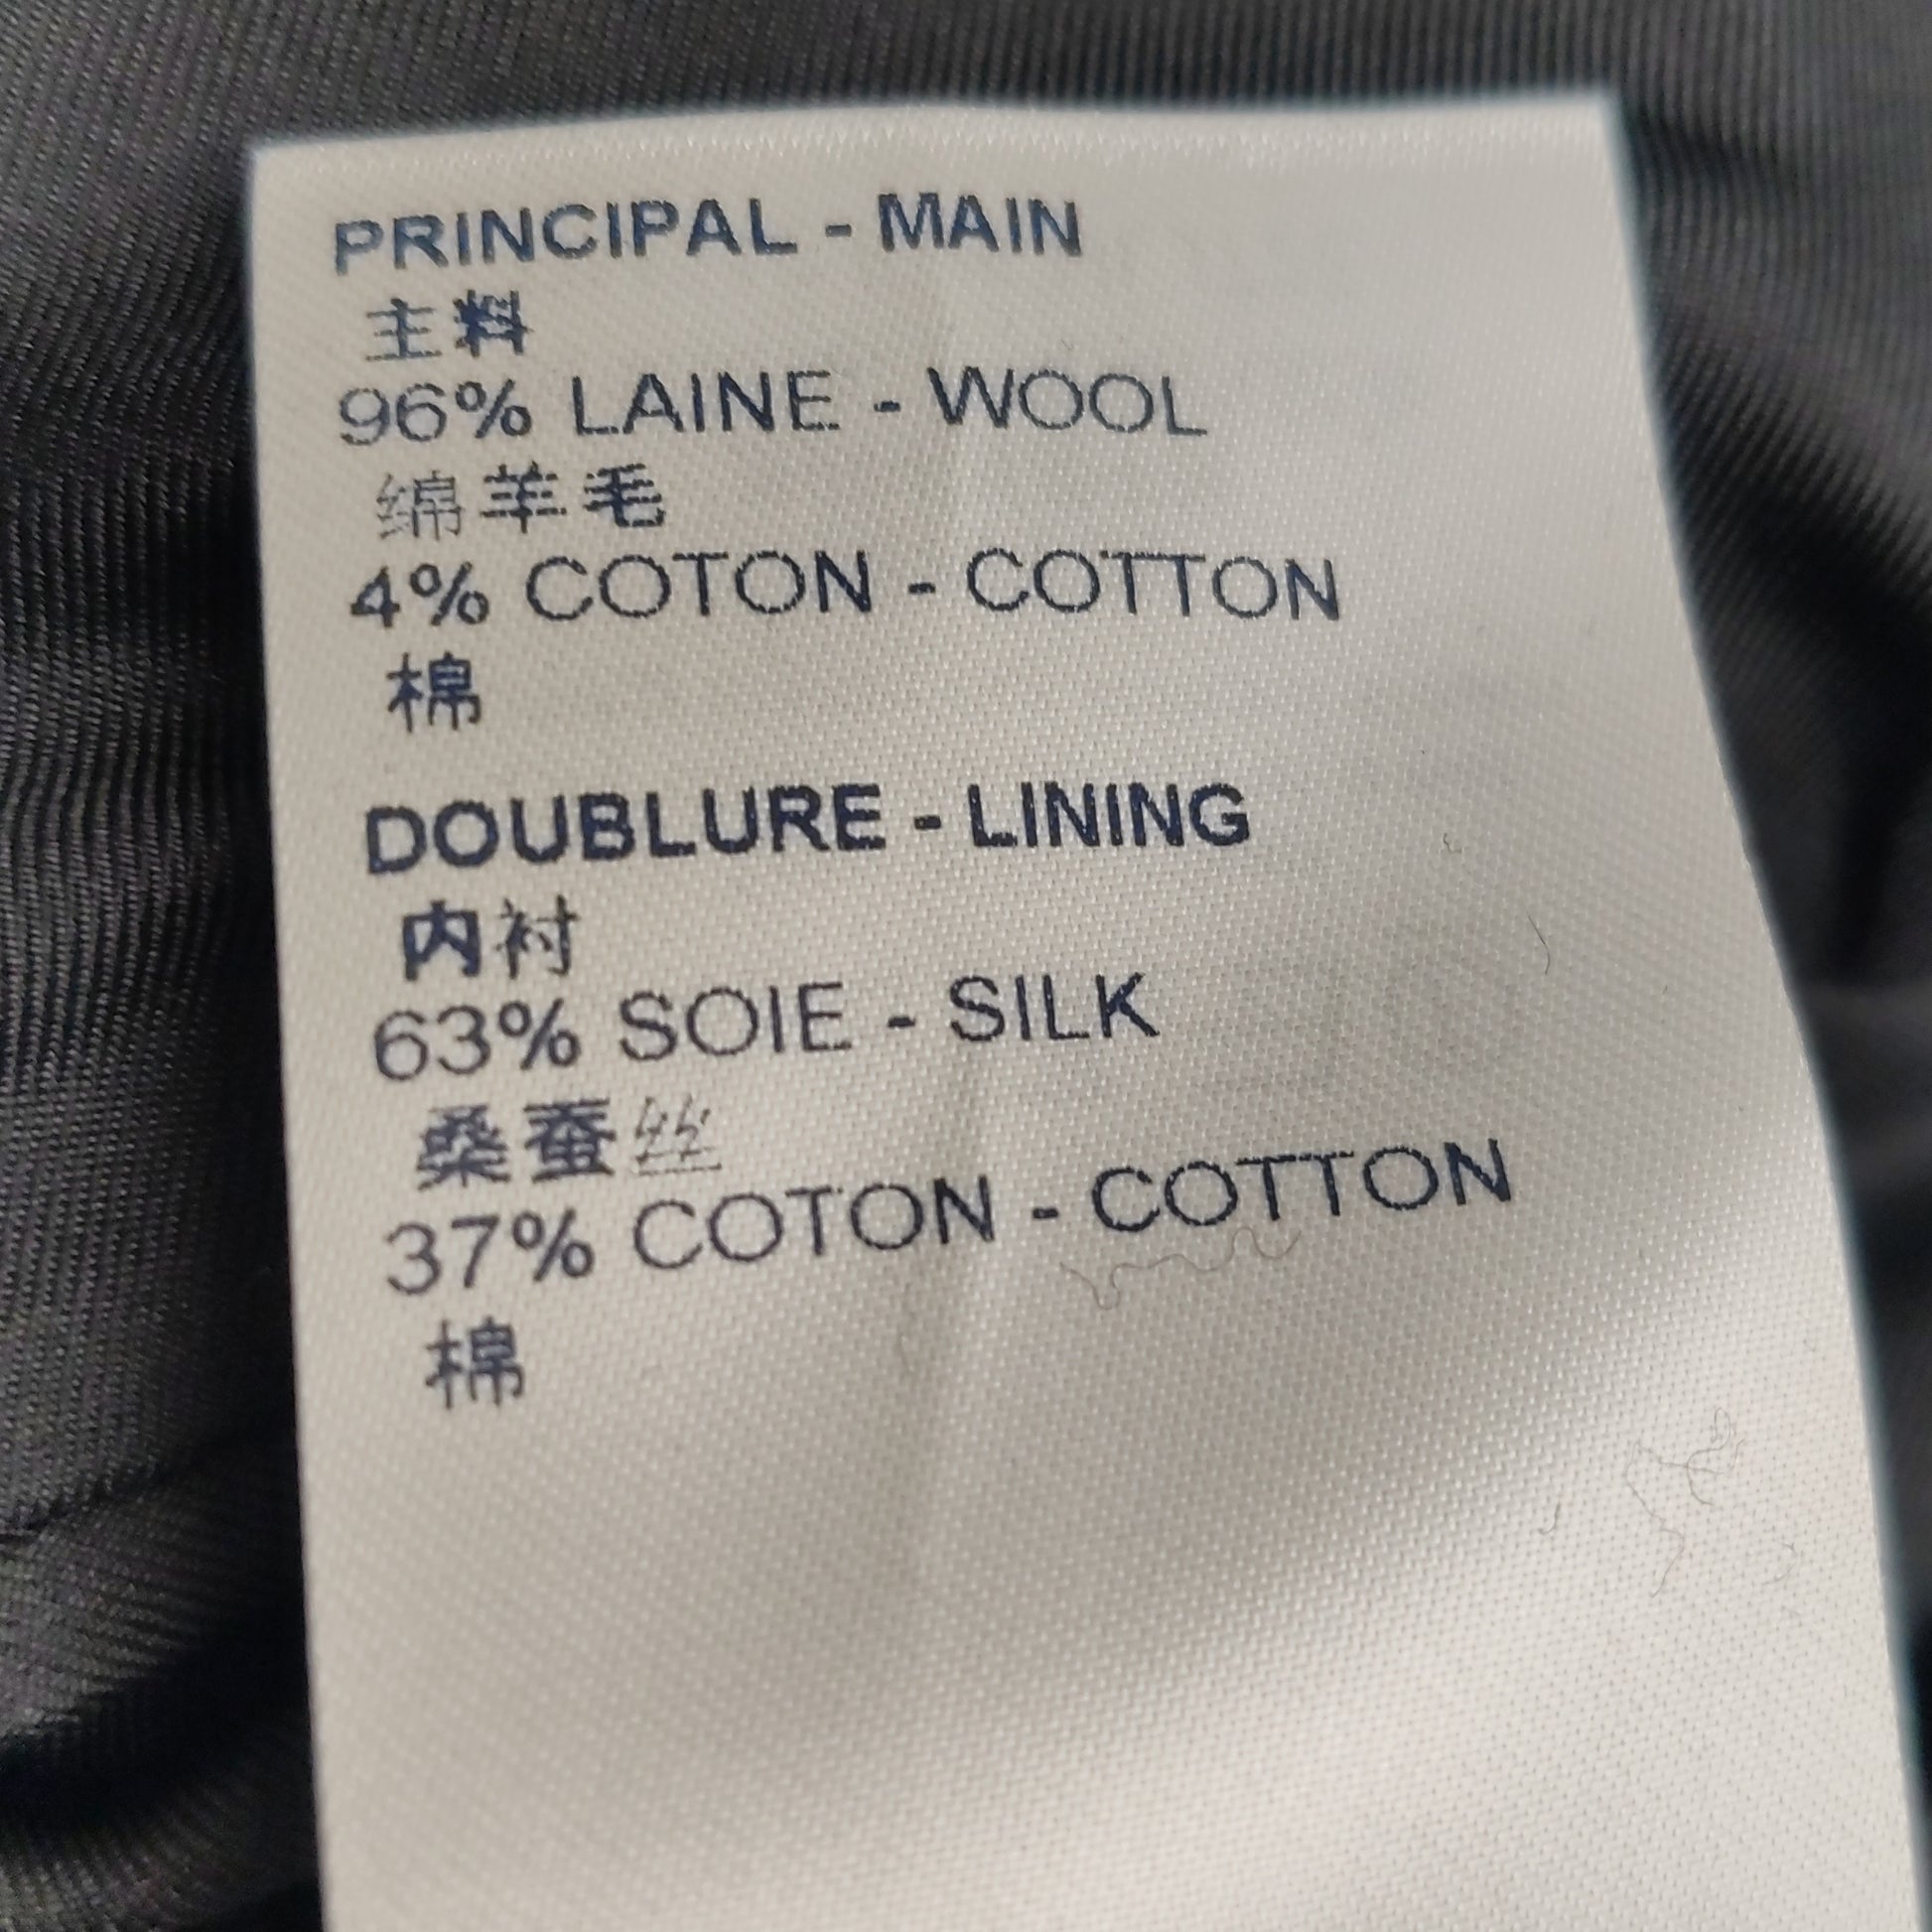 PRINCIPAL - MAIN
主料
96% LAINE - WOOL
绵羊毛
4% COTON - COTTON
棉
DOUBLURE - LINING
内衬
63% SOIE - SILK
桑蚕丝
37% COTON - COTTON
棉